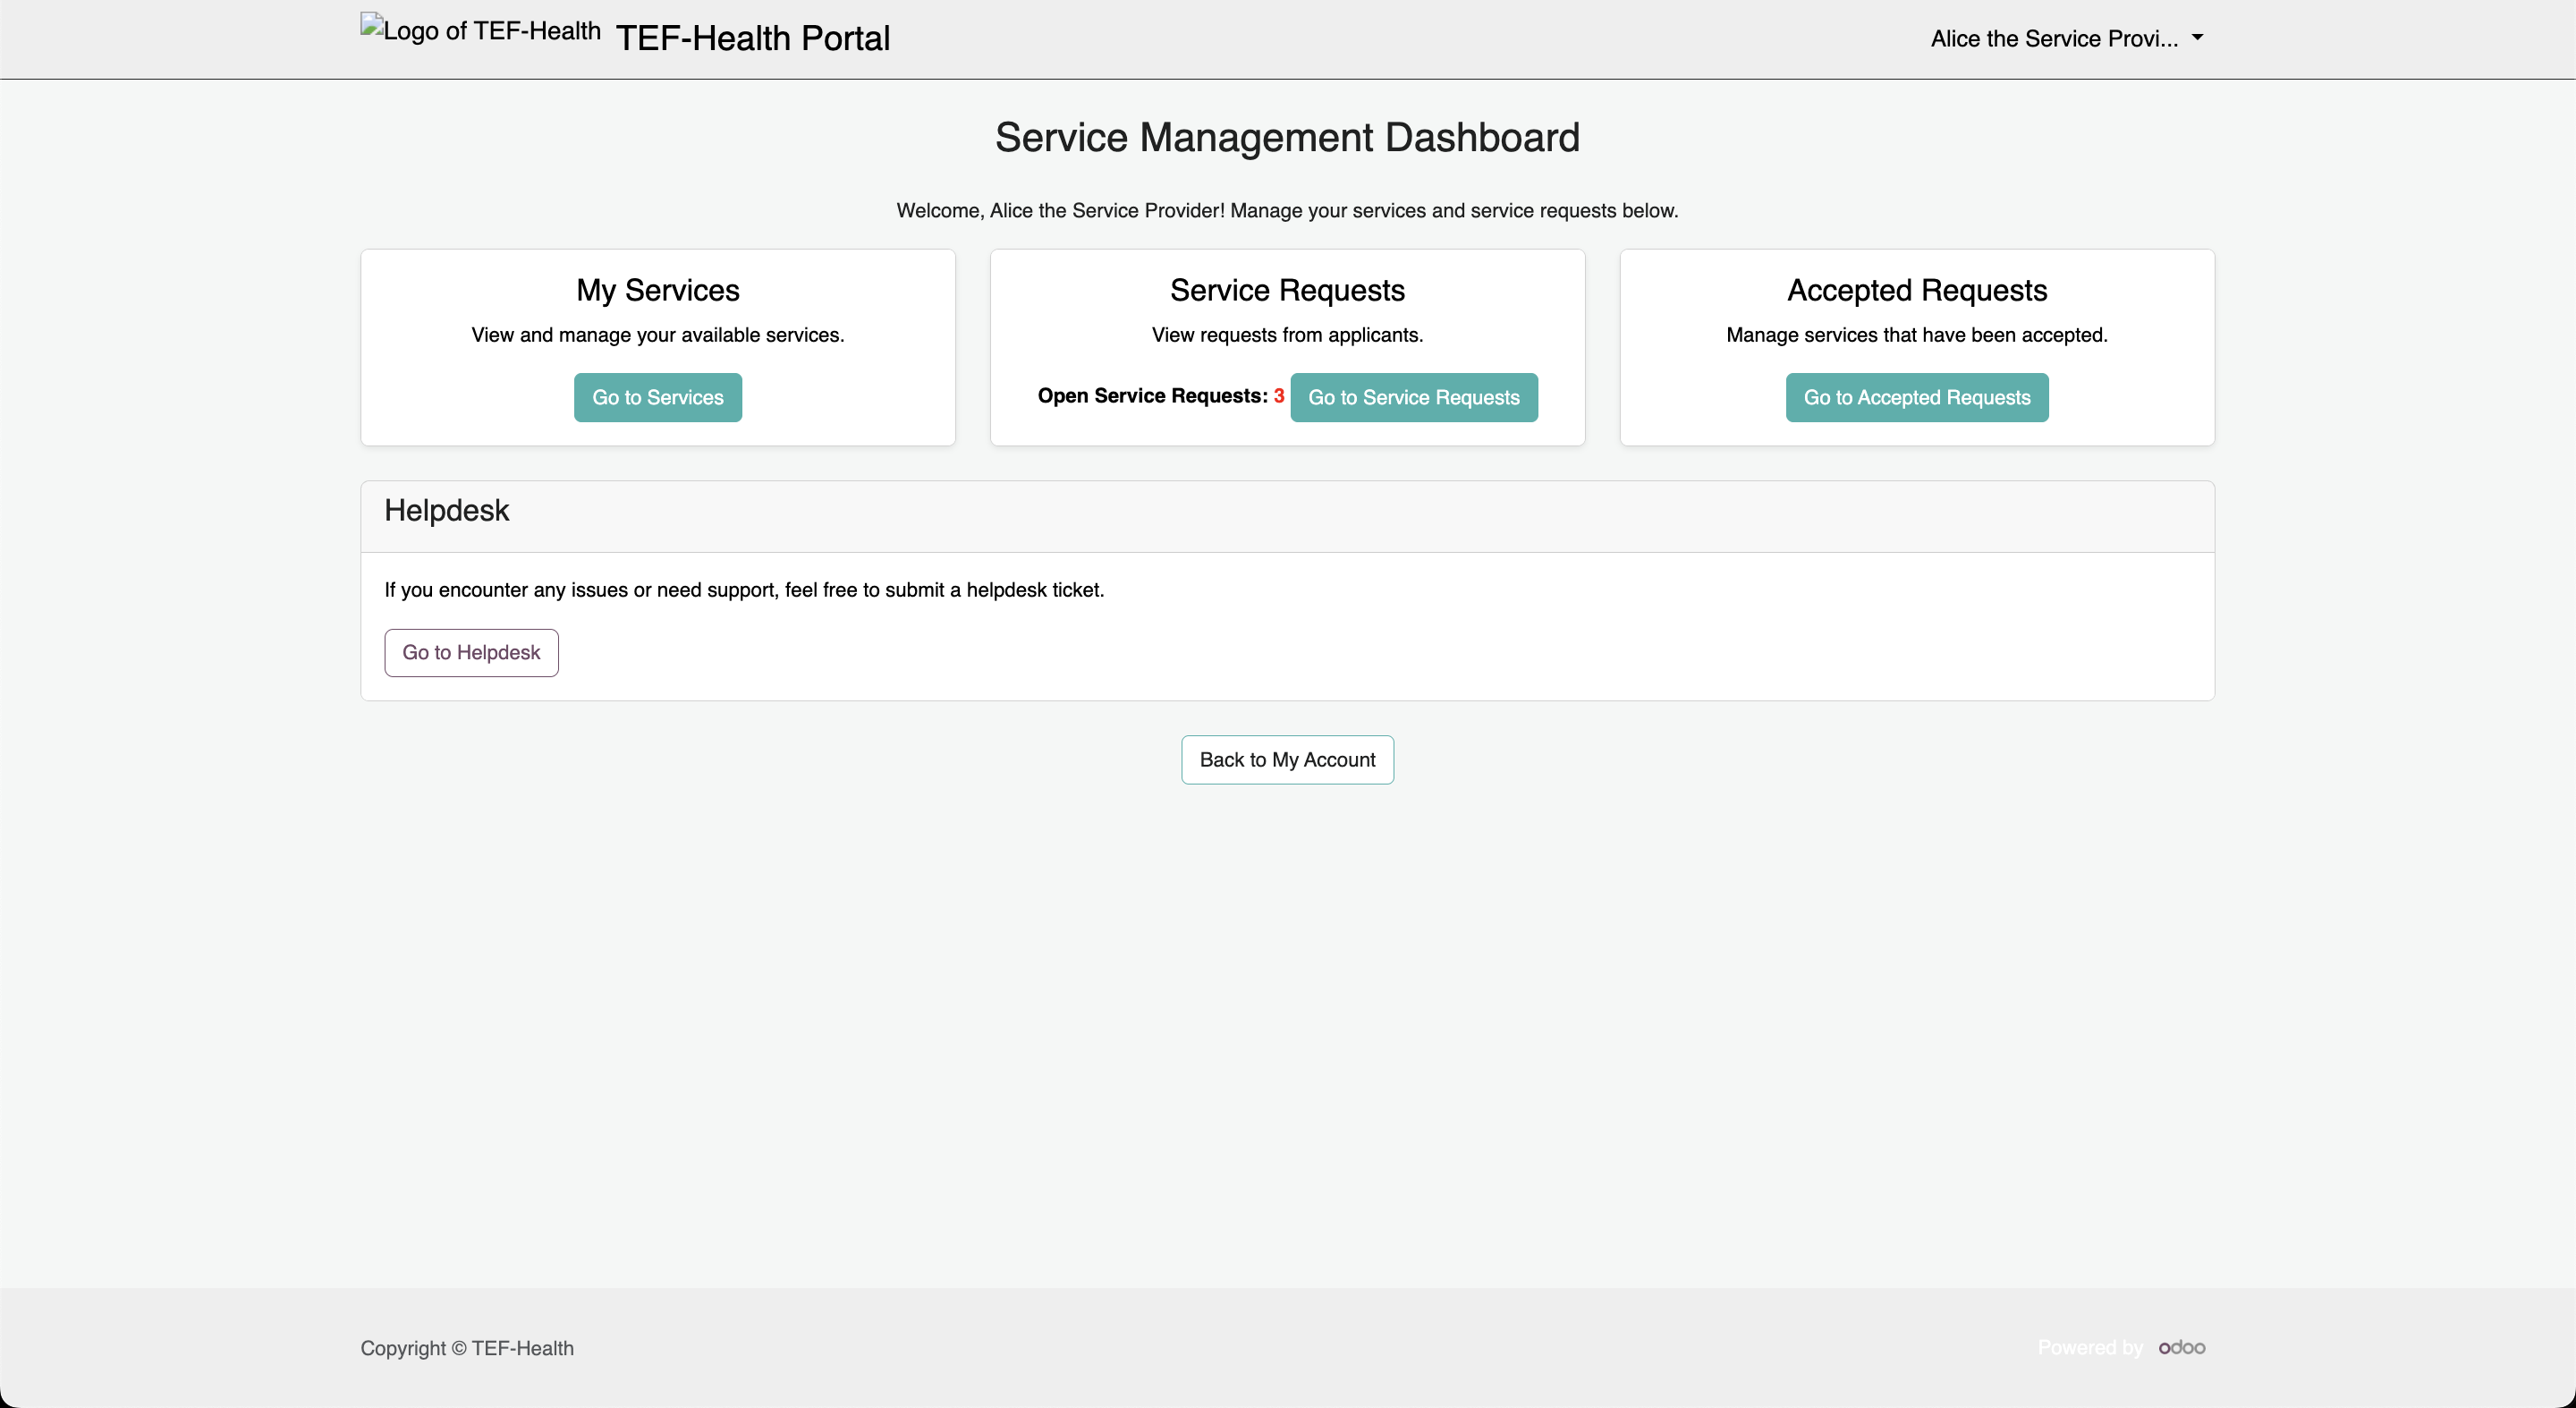 Logo of TEF-Health TEF-Health Portal Alice the Service Provi...
Service Management Dashboard
Welcome, Alice the Service Provider! Manage your services and service requests below.
My Services
View and manage your available services.
Go to Services
Service Requests
View requests from applicants.
Open Service Requests: 3 Go to Service Requests
Accepted Requests
Manage services that have been accepted.
Go to Accepted Requests
Helpdesk
If you encounter any issues or need support, feel free to submit a helpdesk ticket.
Go to Helpdesk
Back to My Account
Copyright © TEF-Health Powered by odoo